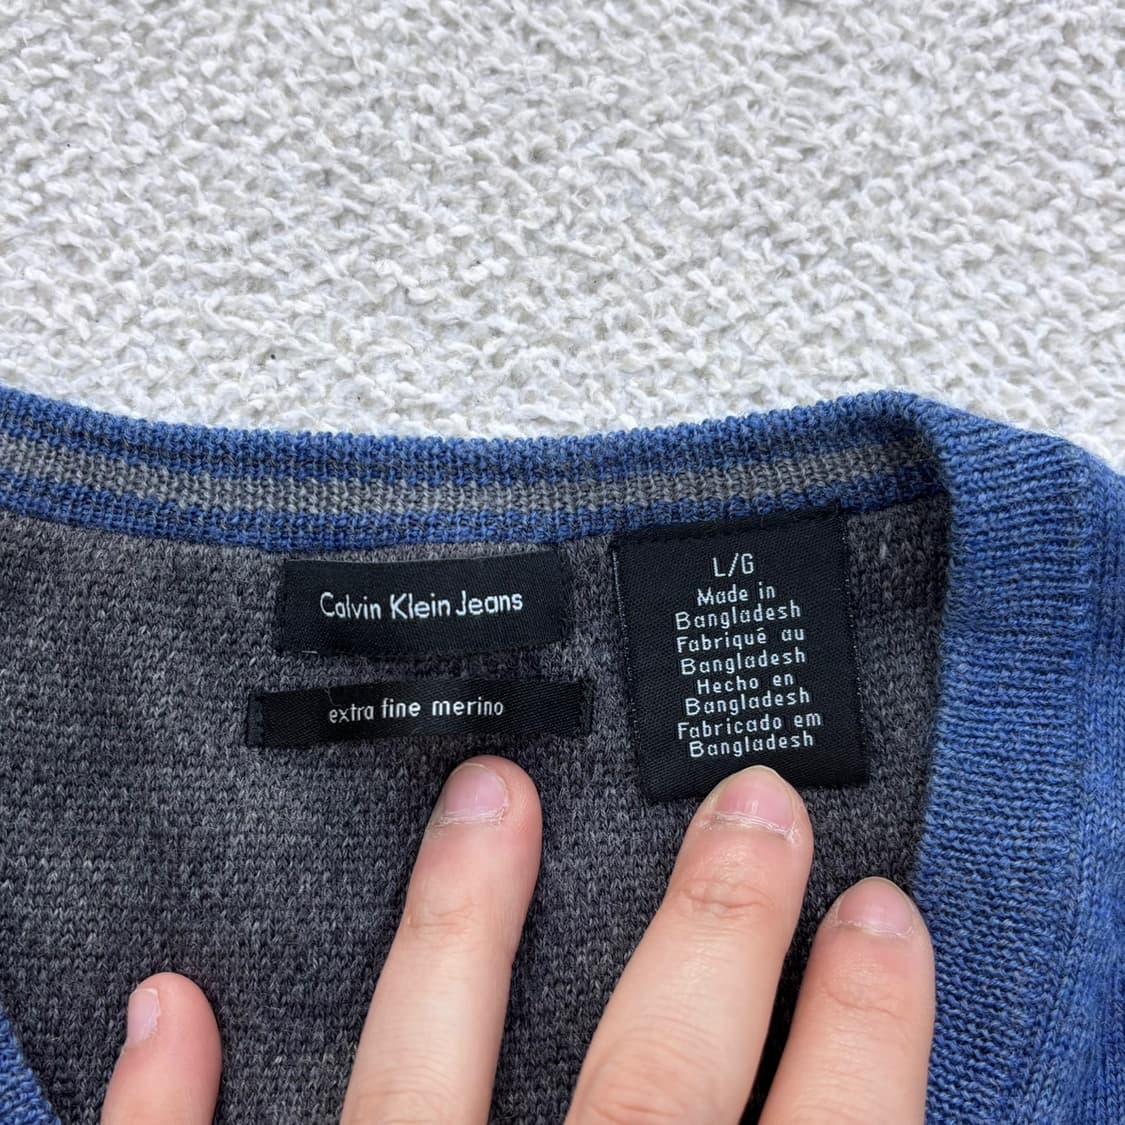 Calvin Klein Jeans
extra fine merino
L/G
Made in
Bangladesh
Fabriqué au
Bangladesh
Hecho en
Bangladesh
Fabricado em
Bangladesh